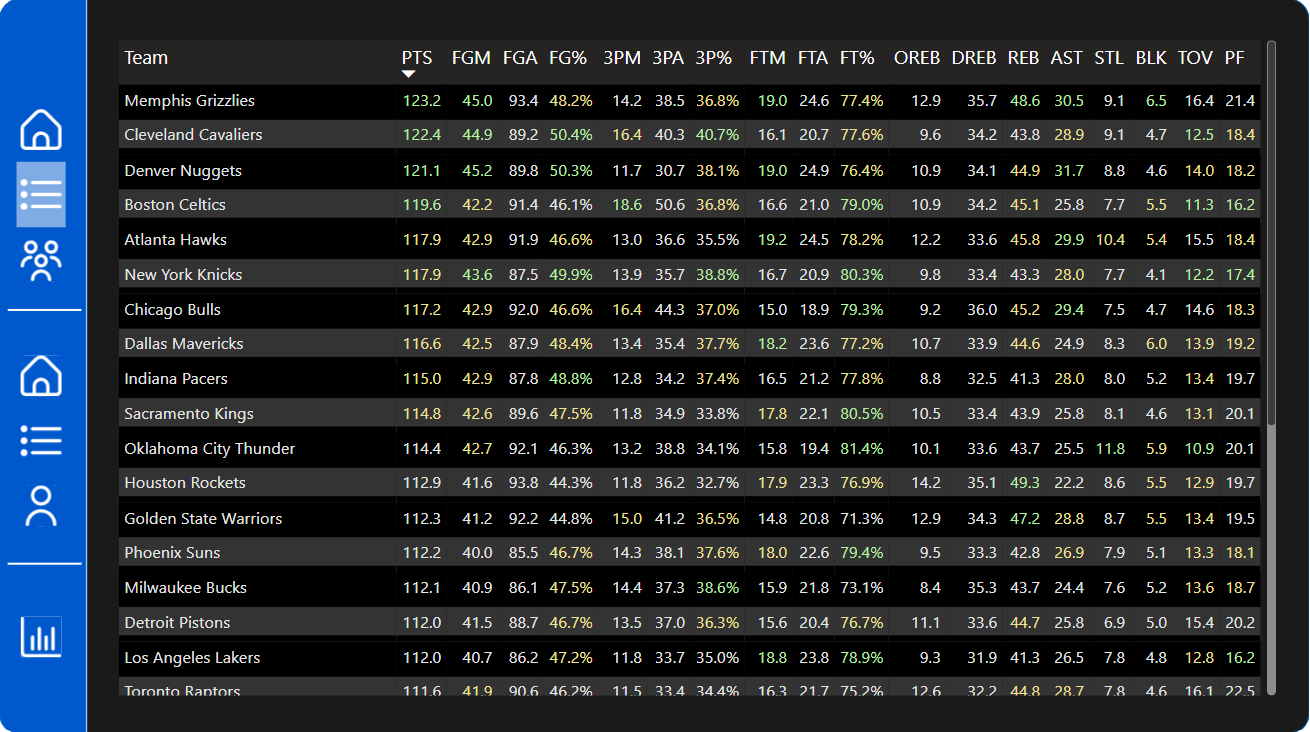 Team PTS FGM FGA FG% 3PM 3PA 3P% FTM FTA FT% OREB DREB REB AST STL BLK TOV PF
Memphis Grizzlies 123.2 45.0 93.4 48.2% 14.2 38.5 36.8% 19.0 24.6 77.4% 12.9 35.7 48.6 30.5 9.1 6.5 16.4 21.4
Cleveland Cavaliers 122.4 44.9 89.2 50.4% 16.4 40.3 40.7% 16.1 20.7 77.6% 9.6 34.2 43.8 28.9 9.1 4.7 12.5 18.4
Denver Nuggets 121.1 45.2 89.8 50.3% 11.7 30.7 38.1% 19.0 24.9 76.4% 10.9 34.1 44.9 31.7 8.8 4.6 14.0 18.2
Boston Celtics 119.6 42.2 91.4 46.1% 18.6 50.6 36.8% 16.6 21.0 79.0% 10.9 34.2 45.1 25.8 7.7 5.5 11.3 16.2
Atlanta Hawks 117.9 42.9 91.9 46.6% 13.0 36.6 35.5% 19.2 24.5 78.2% 12.2 33.6 45.8 29.9 10.4 5.4 15.5 18.4
New York Knicks 117.9 43.6 87.5 49.9% 13.9 35.7 38.8% 16.7 20.9 80.3% 9.8 33.4 43.3 28.0 7.7 4.1 12.2 17.4
Chicago Bulls 117.2 42.9 92.0 46.6% 16.4 44.3 37.0% 15.0 18.9 79.3% 9.2 36.0 45.2 29.4 7.5 4.7 14.6 18.3
Dallas Mavericks 116.6 42.5 87.9 48.4% 13.4 35.4 37.7% 18.2 23.6 77.2% 10.7 33.9 44.6 24.9 8.3 6.0 13.9 19.2
Indiana Pacers 115.0 42.9 87.8 48.8% 12.8 34.2 37.4% 16.5 21.2 77.8% 8.8 32.5 41.3 28.0 8.0 5.2 13.4 19.7
Sacramento Kings 114.8 42.6 89.6 47.5% 11.8 34.9 33.8% 17.8 22.1 80.5% 10.5 33.4 43.9 25.8 8.1 4.6 13.1 20.1
Oklahoma City Thunder 114.4 42.7 92.1 46.3% 13.2 38.8 34.1% 15.8 19.4 81.4% 10.1 33.6 43.7 25.5 11.8 5.9 10.9 20.1
Houston Rockets 112.9 41.6 93.8 44.3% 11.8 36.2 32.7% 17.9 23.3 76.9% 14.2 35.1 49.3 22.2 8.6 5.5 12.9 19.7
Golden State Warriors 112.3 41.2 92.2 44.8% 15.0 41.2 36.5% 14.8 20.8 71.3% 12.9 34.3 47.2 28.8 8.7 5.5 13.4 19.5
Phoenix Suns 112.2 40.0 85.5 46.7% 14.3 38.1 37.6% 18.0 22.6 79.4% 9.5 33.3 42.8 26.9 7.9 5.1 13.3 18.1
Milwaukee Bucks 112.1 40.9 86.1 47.5% 14.4 37.3 38.6% 15.9 21.8 73.1% 8.4 35.3 43.7 24.4 7.6 5.2 13.6 18.7
Detroit Pistons 112.0 41.5 88.7 46.7% 13.5 37.0 36.3% 15.6 20.4 76.7% 11.1 33.6 44.7 25.8 6.9 5.0 15.4 20.2
Los Angeles Lakers 112.0 40.7 86.2 47.2% 11.8 33.7 35.0% 18.8 23.8 78.9% 9.3 31.9 41.3 26.5 7.8 4.8 12.8 16.2
Toronto Raptors 111.6 41.9 90.6 46.2% 11.5 33.4 34.4% 16.3 21.7 75.2% 12.6 32.2 44.8 28.7 7.8 4.6 16.1 22.5